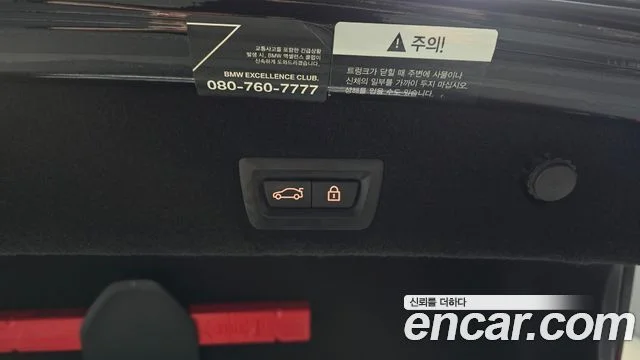 교통사고를 포함한 긴급상황
발생 시, BMW 엑셀런스 클럽이
신속하게 도와드리겠습니다.
BMW EXCELLENCE CLUB.
080-760-7777
주의!
트렁크가 닫힐 때 주변에 사물이나
신체의 일부를 가까이 두지 마십시오.
상해를 입을 수도 있습니다.
신뢰를 더하다
encar.com